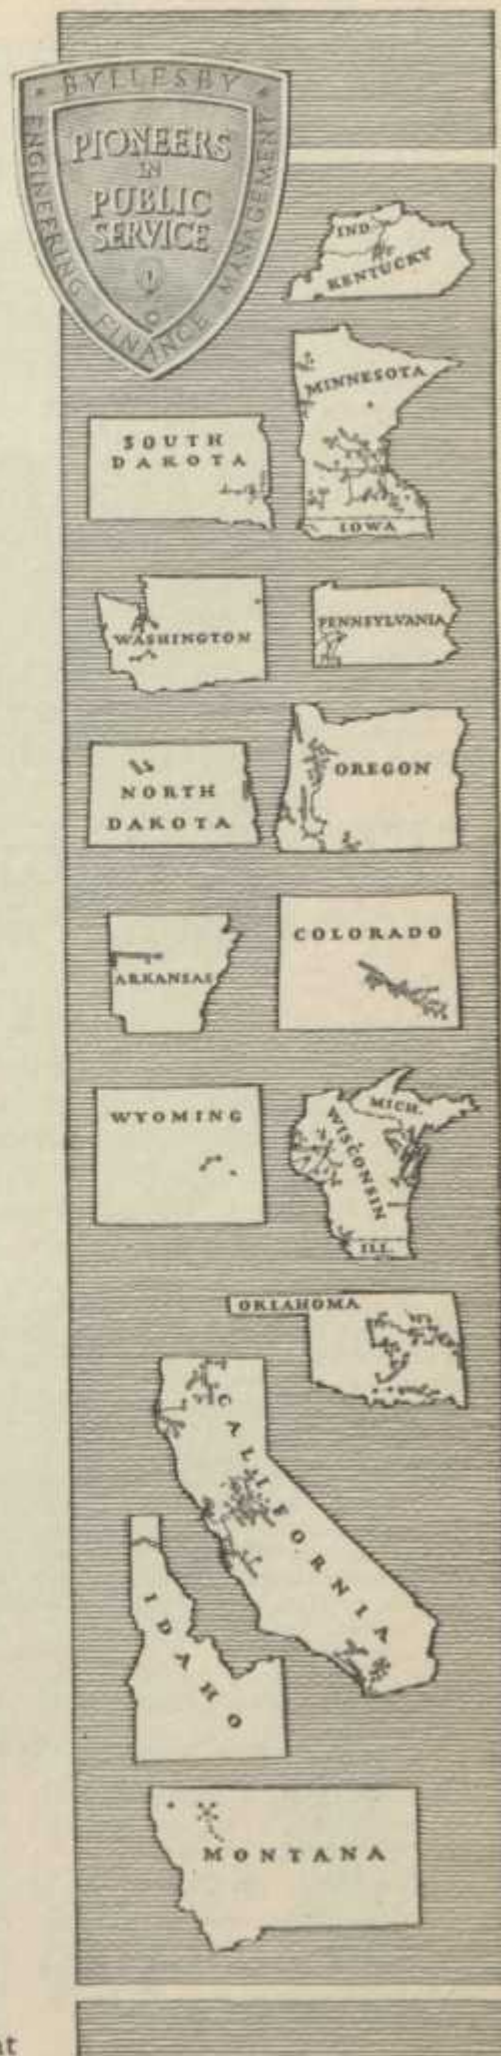 BYLLESBY
ENGINEERING FINANCE MANAGEMENT
PIONEERS
IN
PUBLIC
SERVICE
IND.
KENTUCKY
MINNESOTA
IOWA
SOUTH
DAKOTA
WASHINGTON
PENNSYLVANIA
NORTH
DAKOTA
OREGON
ARKANSAS
COLORADO
WYOMING
MICH.
WISCONSIN
ILL.
OKLAHOMA
CALIFORNIA
IDAHO
MONTANA